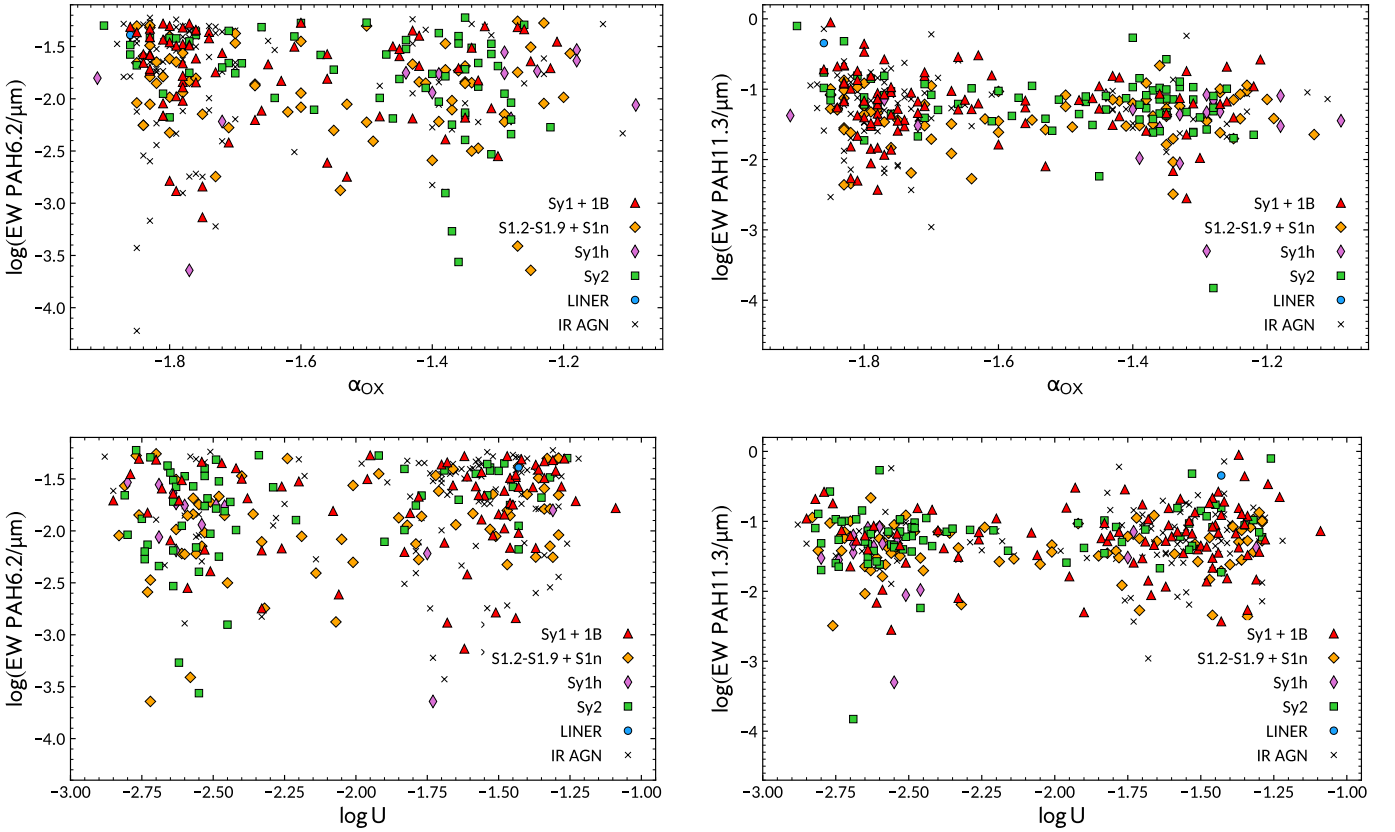 log(EW PAH6.2/μm)
−1.5
−2.0
−2.5
−3.0
−3.5
−4.0
Sy1 + 1B
S1.2-S1.9 + S1n
Sy1h
Sy2
LINER
IR AGN
−1.8
−1.6
−1.4
−1.2
αOX
log(EW PAH11.3/μm)
0
−1
−2
−3
−4
Sy1 + 1B
S1.2-S1.9 + S1n
Sy1h
Sy2
LINER
IR AGN
−1.8
−1.6
−1.4
−1.2
αOX
log(EW PAH6.2/μm)
−1.5
−2.0
−2.5
−3.0
−3.5
−4.0
Sy1 + 1B
S1.2-S1.9 + S1n
Sy1h
Sy2
LINER
IR AGN
−3.00
−2.75
−2.50
−2.25
−2.00
−1.75
−1.50
−1.25
−1.00
log U
log(EW PAH11.3/μm)
0
−1
−2
−3
−4
Sy1 + 1B
S1.2-S1.9 + S1n
Sy1h
Sy2
LINER
IR AGN
−3.00
−2.75
−2.50
−2.25
−2.00
−1.75
−1.50
−1.25
−1.00
log U